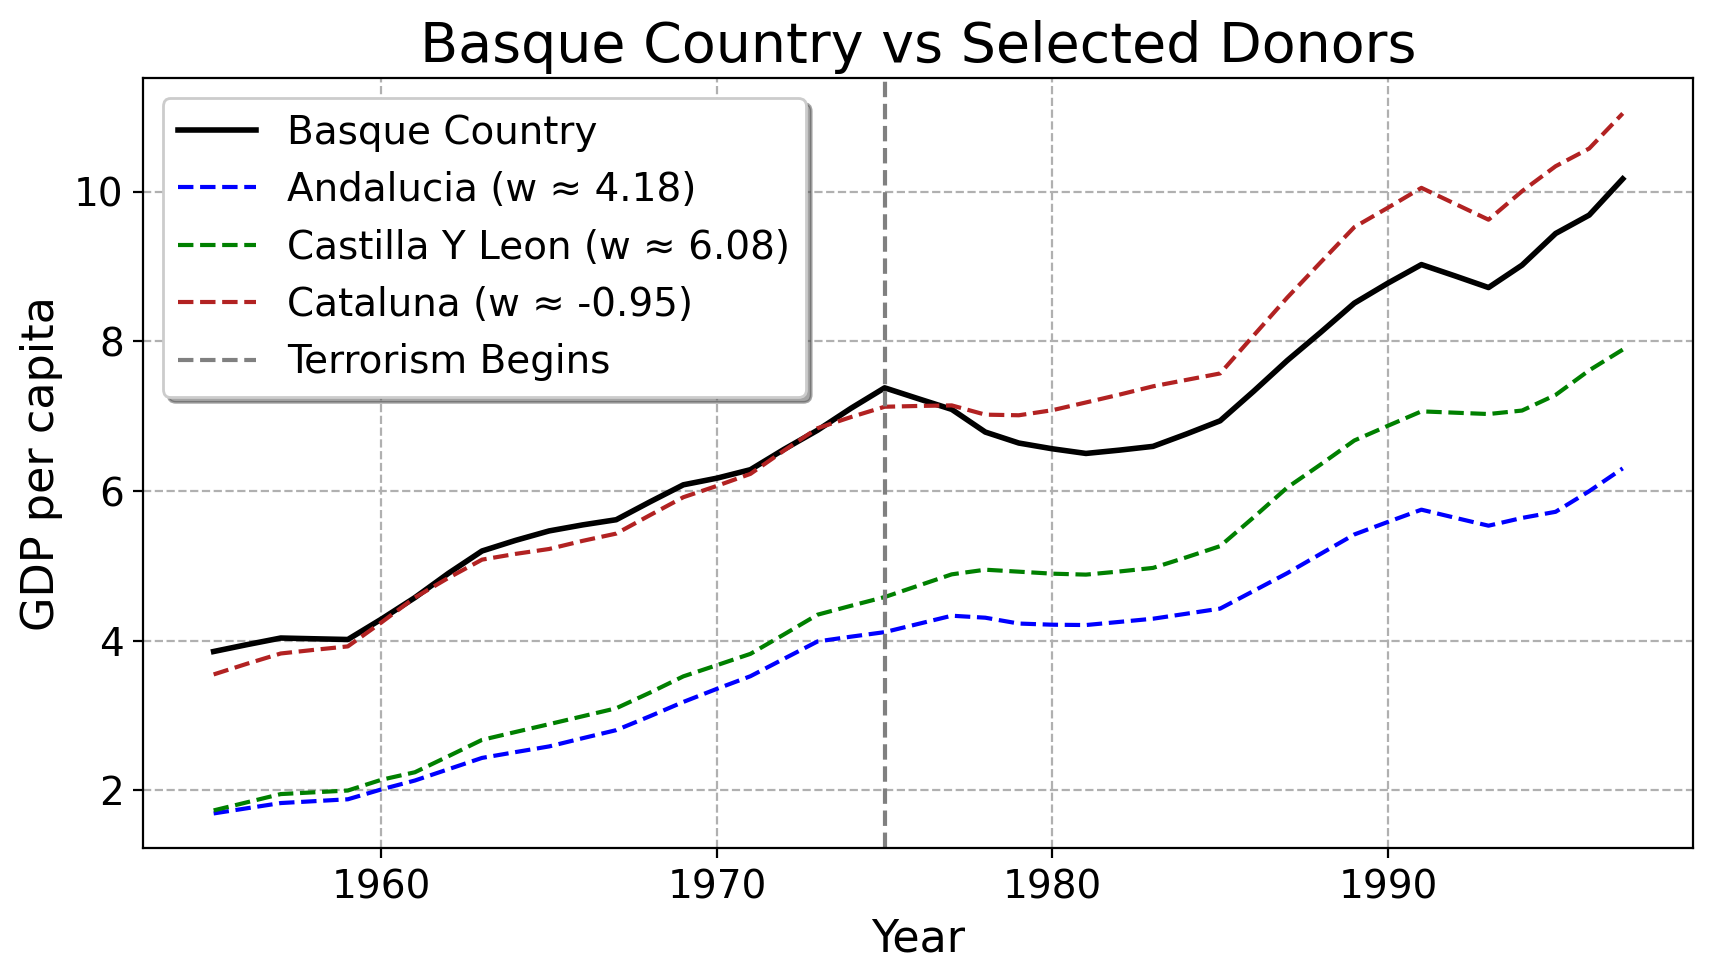 Basque Country vs Selected Donors
Basque Country
Andalucia (w ≈ 4.18)
Castilla Y Leon (w ≈ 6.08)
Cataluna (w ≈ -0.95)
Terrorism Begins
GDP per capita
10
8
6
4
2
1960 1970 1980 1990
Year